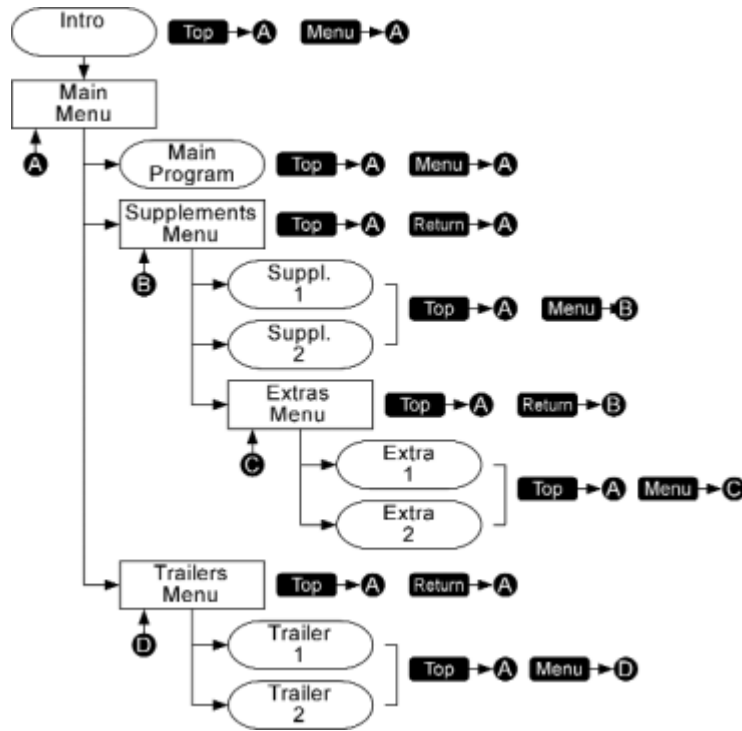 Intro
Top A Menu A
Main
Menu
A
Main
Program
Top A Menu A
Supplements
Menu
Top A Return A
B
Suppl.
1
Top A Menu B
Suppl.
2
Extras
Menu
Top A Return B
C
Extra
1
Top A Menu C
Extra
2
Trailers
Menu
Top A Return A
D
Trailer
1
Top A Menu D
Trailer
2